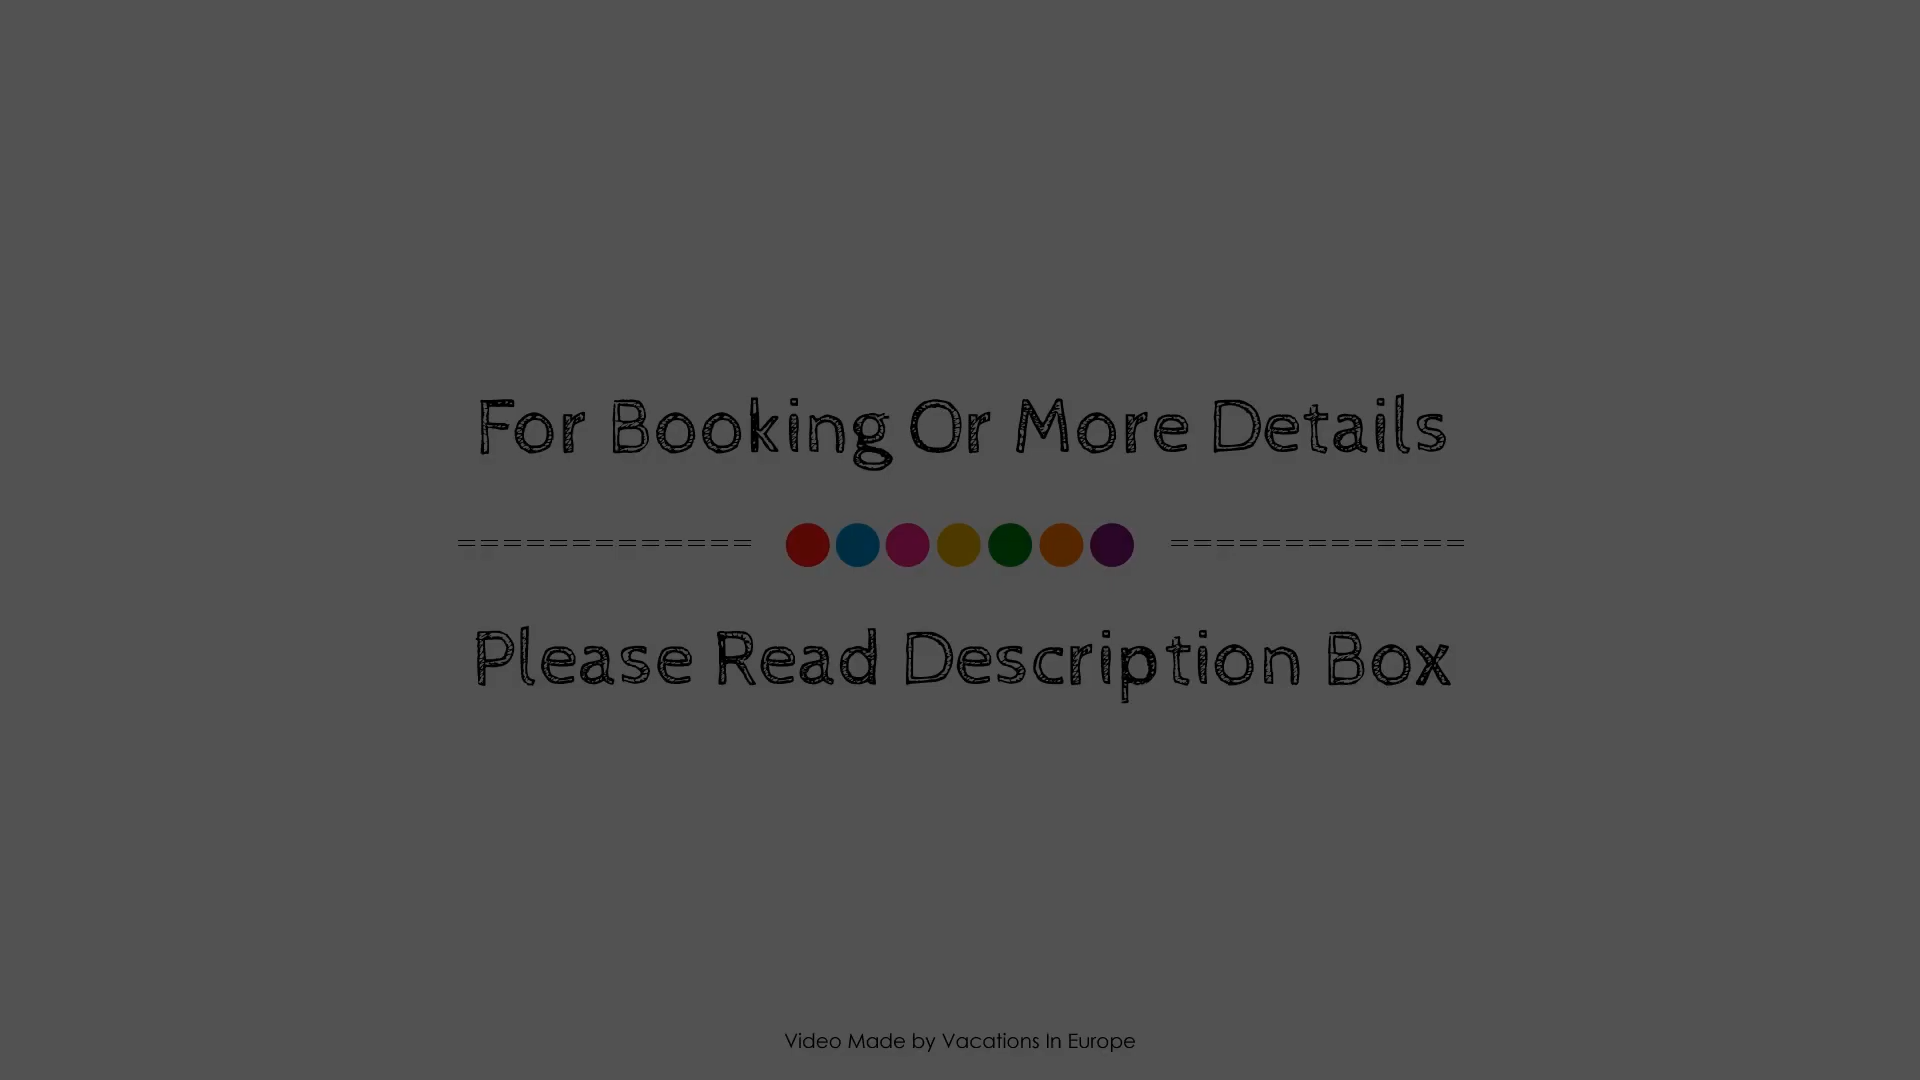 For Booking Or More Details
============= =============
Please Read Description Box
Video Made by Vacations In Europe